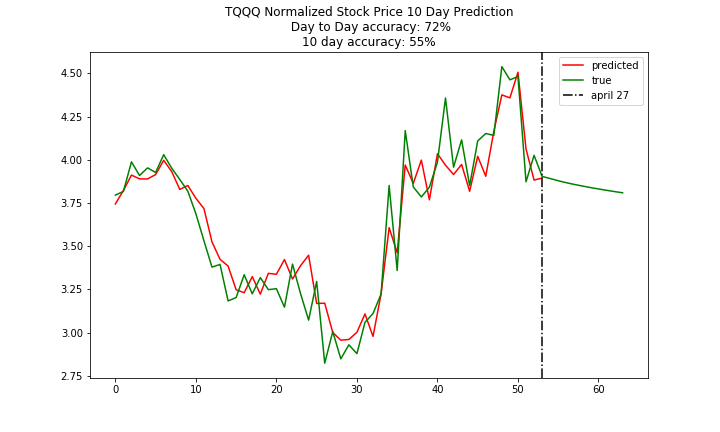 TQQQ Normalized Stock Price 10 Day Prediction
Day to Day accuracy: 72%
10 day accuracy: 55%
predicted
true
april 27
4.50
4.25
4.00
3.75
3.50
3.25
3.00
2.75
0 10 20 30 40 50 60